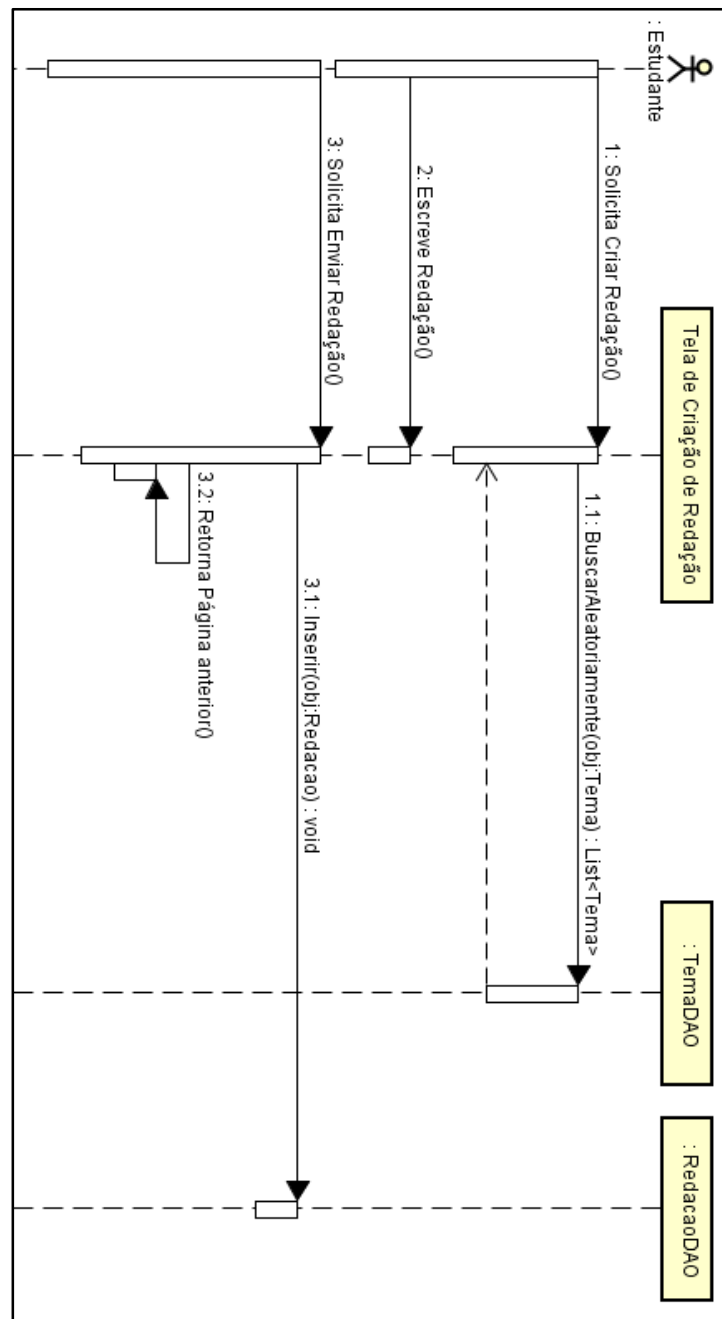 : Estudante
Tela de Criação de Redação
: TemaDAO
: RedacaoDAO
1: Solicita Criar Redação()
1.1: BuscarAleatoriamente(obj:Tema) : List<Tema>
2: Escreve Redação()
3: Solicita Enviar Redação()
3.1: Inserir(obj:Redacao) : void
3.2: Retorna Página anterior()